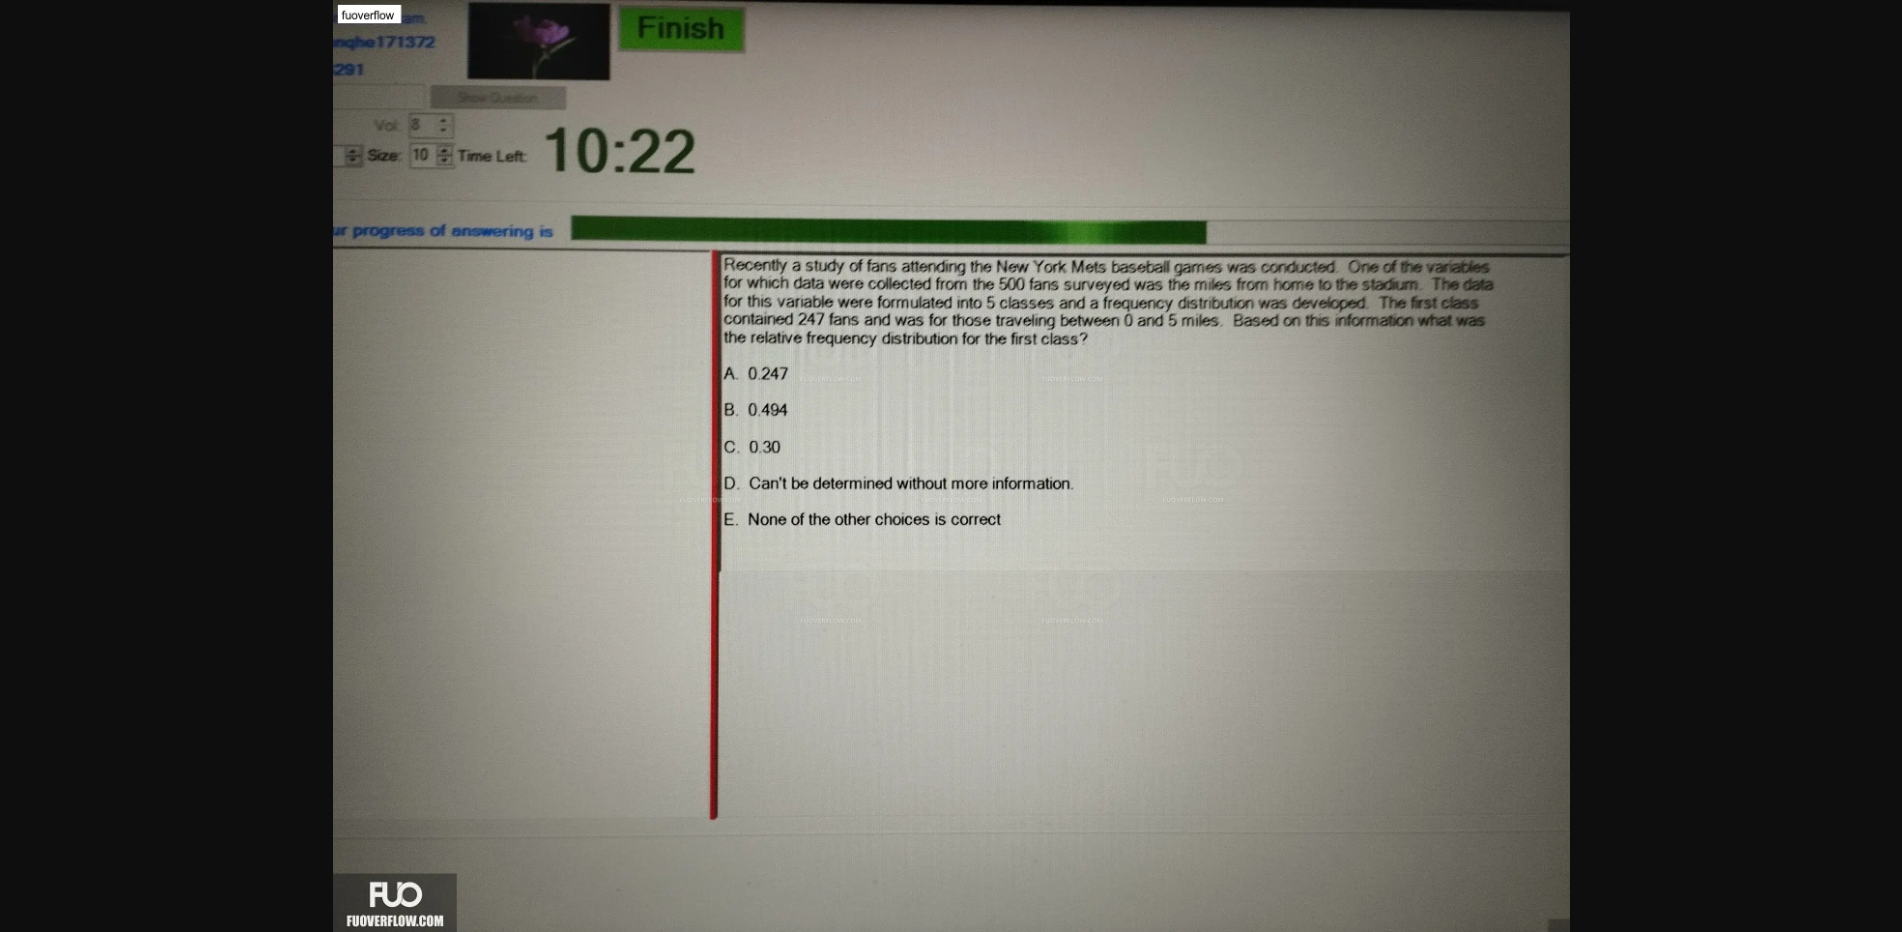 fuoverflow
am.
nghe171372
291
Finish
Show Question
Vol: 8
Size: 10 Time Left: 10:22
ur progress of answering is
Recently a study of fans attending the New York Mets baseball games was conducted. One of the variables
for which data were collected from the 500 fans surveyed was the miles from home to the stadium. The data
for this variable were formulated into 5 classes and a frequency distribution was developed. The first class
contained 247 fans and was for those traveling between 0 and 5 miles. Based on this information what was
the relative frequency distribution for the first class?
A. 0.247
B. 0.494
C. 0.30
D. Can't be determined without more information.
E. None of the other choices is correct
FUO
FUOVERFLOW.COM